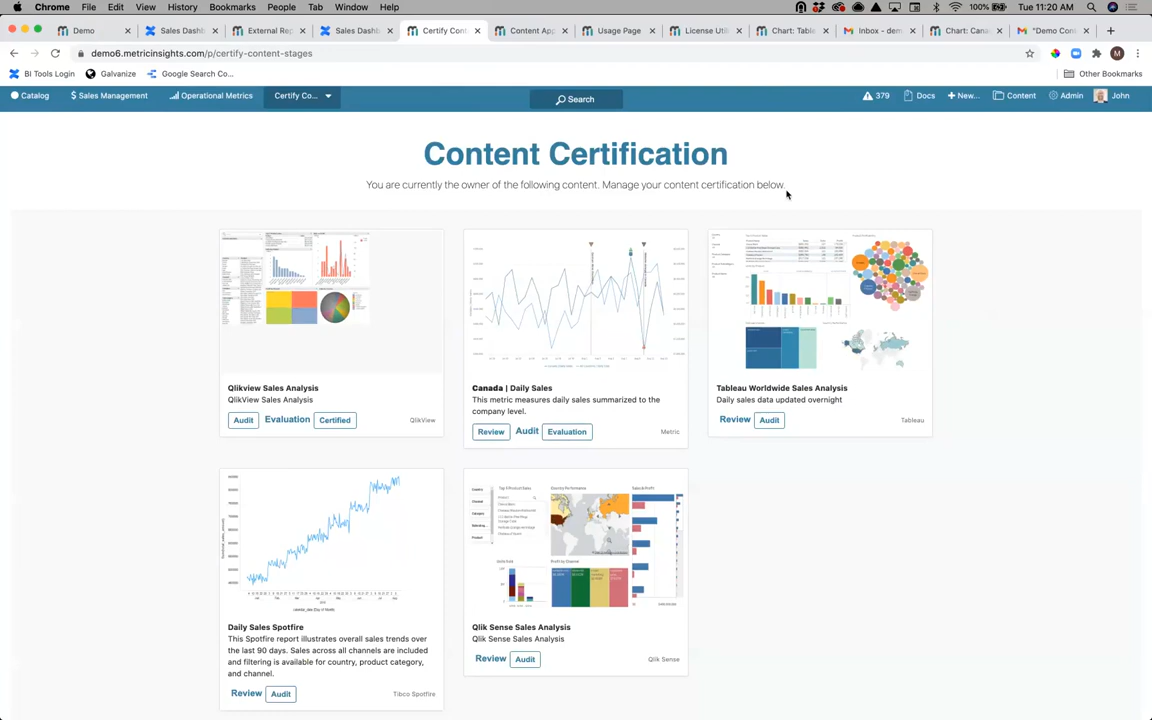 Chrome File Edit View History Bookmarks People Tab Window Help 100% Tue 11:20 AM
Demo Sales Dashb External Rep Sales Dashb Certify Cont Content App Usage Page License Util Chart: Table Inbox - dem Chart: Cana "Demo Con
demo6.metricinsights.com/p/certify-content-stages M
BI Tools Login Galvanize Google Search Co... Other Bookmarks
Catalog $ Sales Management Operational Metrics Certify Co... Search 379 Docs New... Content Admin John
Content Certification
You are currently the owner of the following content. Manage your content certification below.
Qlikview Sales Analysis
QlikView Sales Analysis
Audit Evaluation Certified QlikView
Canada | Daily Sales
This metric measures daily sales summarized to the
company level.
Review Audit Evaluation Metric
Tableau Worldwide Sales Analysis
Daily sales data updated overnight
Review Audit Tableau
Daily Sales Spotfire
This Spotfire report illustrates overall sales trends over
the last 90 days. Sales across all channels are included
and filtering is available for country, product category,
and channel.
Review Audit Tibco Spotfire
Qlik Sense Sales Analysis
Qlik Sense Sales Analysis
Review Audit Qlik Sense